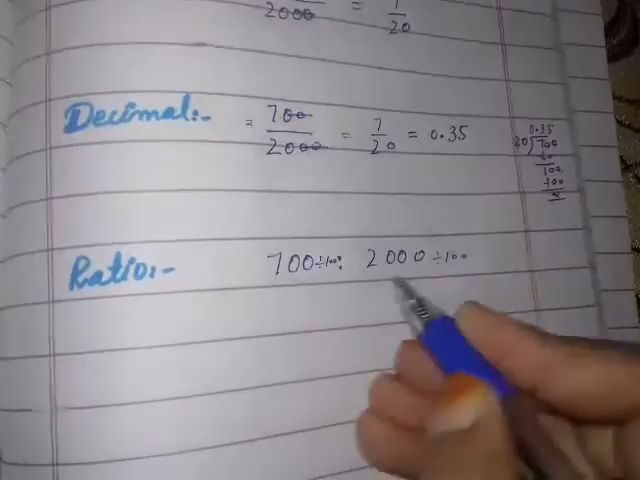 2000 = 7/20
Decimal:- = 700/2000 = 7/20 = 0.35
0.35
20)700
60
100
100
x
Ratio:- 700÷100: 2000÷100